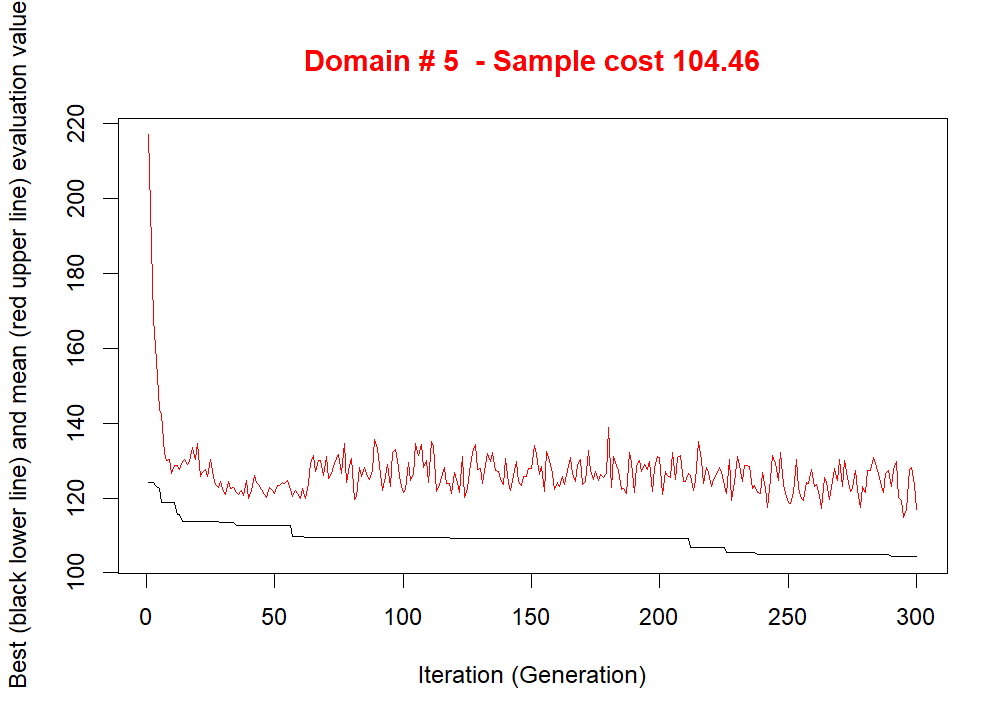 Domain # 5  - Sample cost 104.46
Best (black lower line) and mean (red upper line) evaluation value
220
200
180
160
140
120
100
0 50 100 150 200 250 300
Iteration (Generation)